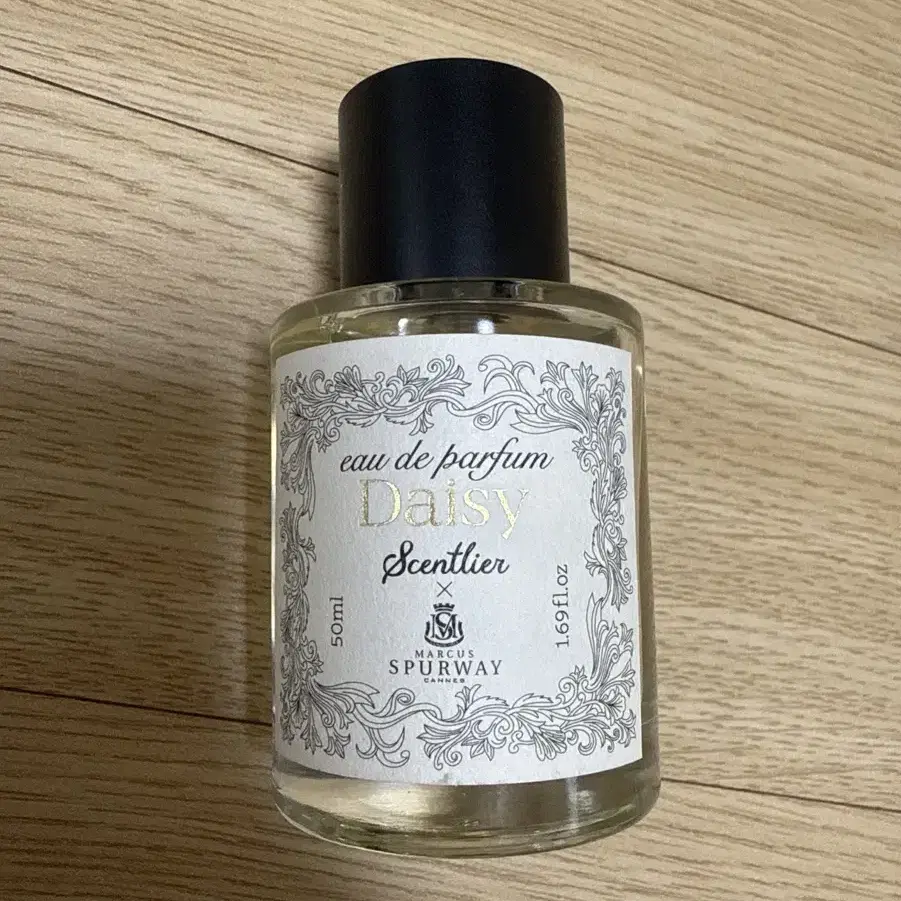 eau de parfum
Daisy
Scentlier
×
50ml
1.69fl.oz
MS
MARCUS
SPURWAY
CANNES